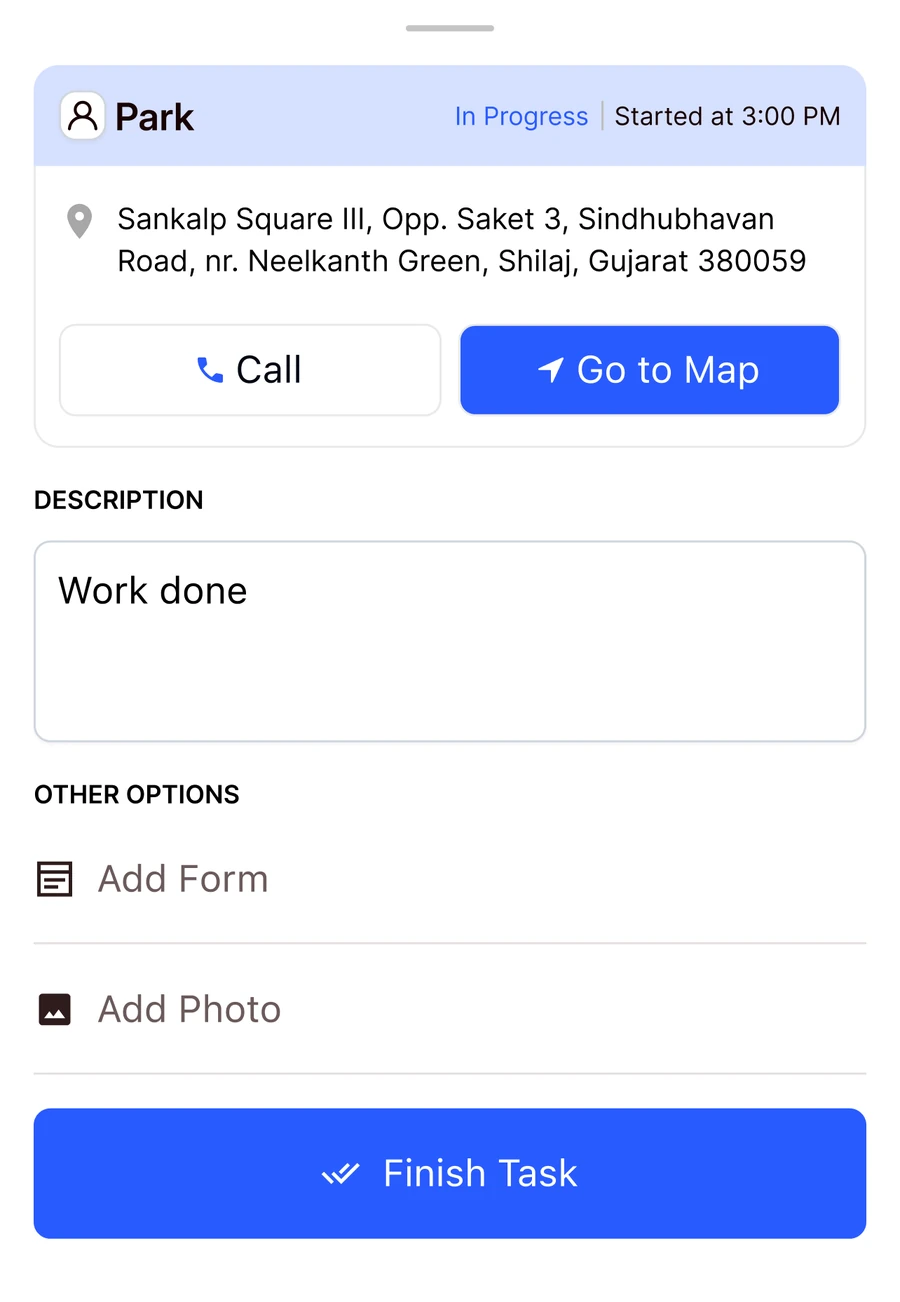 Park
In Progress | Started at 3:00 PM
Sankalp Square III, Opp. Saket 3, Sindhubhavan
Road, nr. Neelkanth Green, Shilaj, Gujarat 380059
Call
Go to Map
DESCRIPTION
Work done
OTHER OPTIONS
Add Form
Add Photo
Finish Task